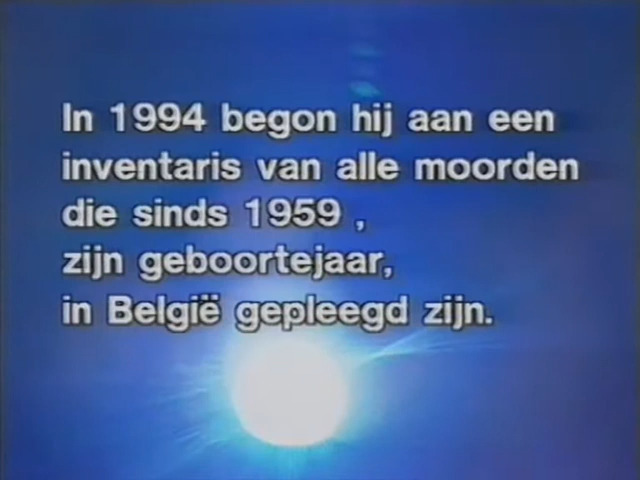 In 1994 begon hij aan een
inventaris van alle moorden
die sinds 1959 ,
zijn geboortejaar,
in België gepleegd zijn.